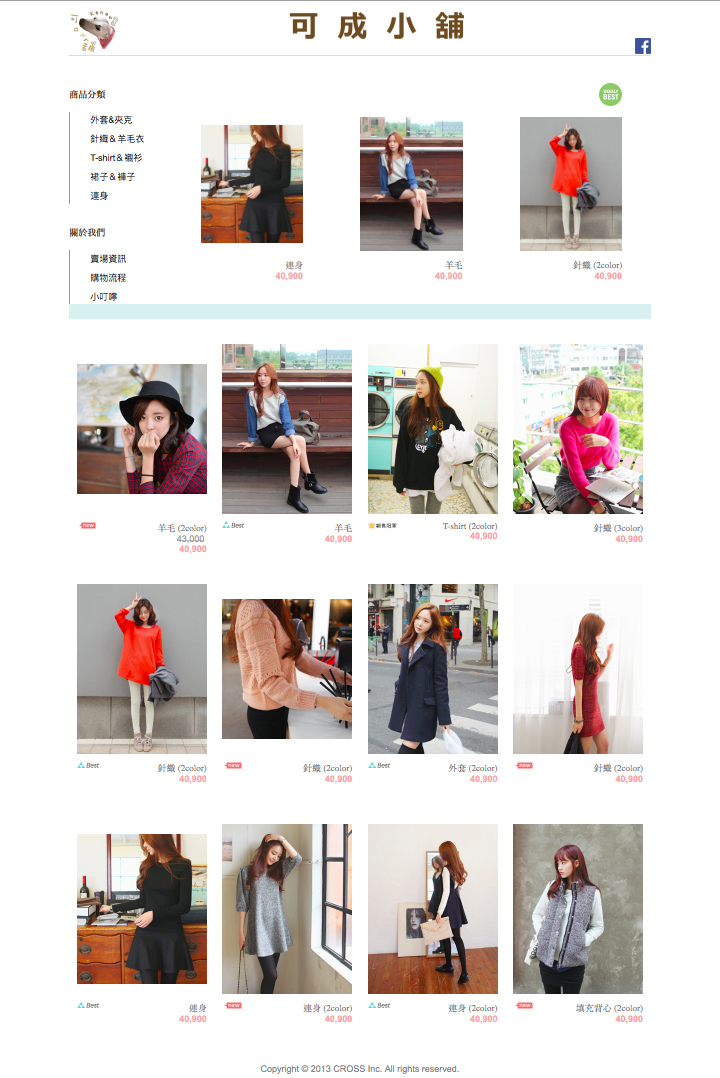 可成小舖
商品分類
WEEKLY
BEST
外套&夾克
針織＆羊毛衣
T-shirt＆襯衫
裙子＆褲子
連身
關於我們
賣場資訊
購物流程
小叮嚀
連身
40,900
羊毛
40,900
針織 (2color)
40,900
new
羊毛 (2color)
43,000
40,900
Best
羊毛
40,900
銷售冠軍
T-shirt (2color)
40,900
針織 (3color)
40,900
Best
針織 (2color)
40,900
new
針織 (2color)
40,900
Best
外套 (2color)
40,900
new
針織 (2color)
40,900
Best
連身
40,900
new
連身 (2color)
40,900
Best
連身 (2color)
40,900
new
填充背心 (2color)
40,900
Copyright © 2013 CROSS Inc. All rights reserved.